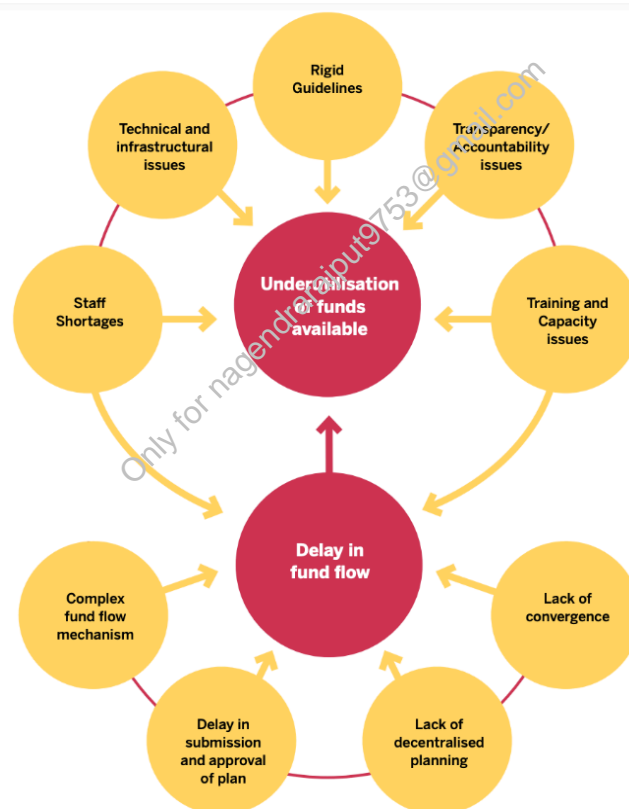 Rigid
Guidelines
Technical and
infrastructural
issues
Transparency/
Accountability
issues
Staff
Shortages
Underutilisation
of funds
available
Training and
Capacity
issues
Only for nagendrarajput9753@gmail.com
Delay in
fund flow
Complex
fund flow
mechanism
Lack of
convergence
Delay in
submission
and approval
of plan
Lack of
decentralised
planning